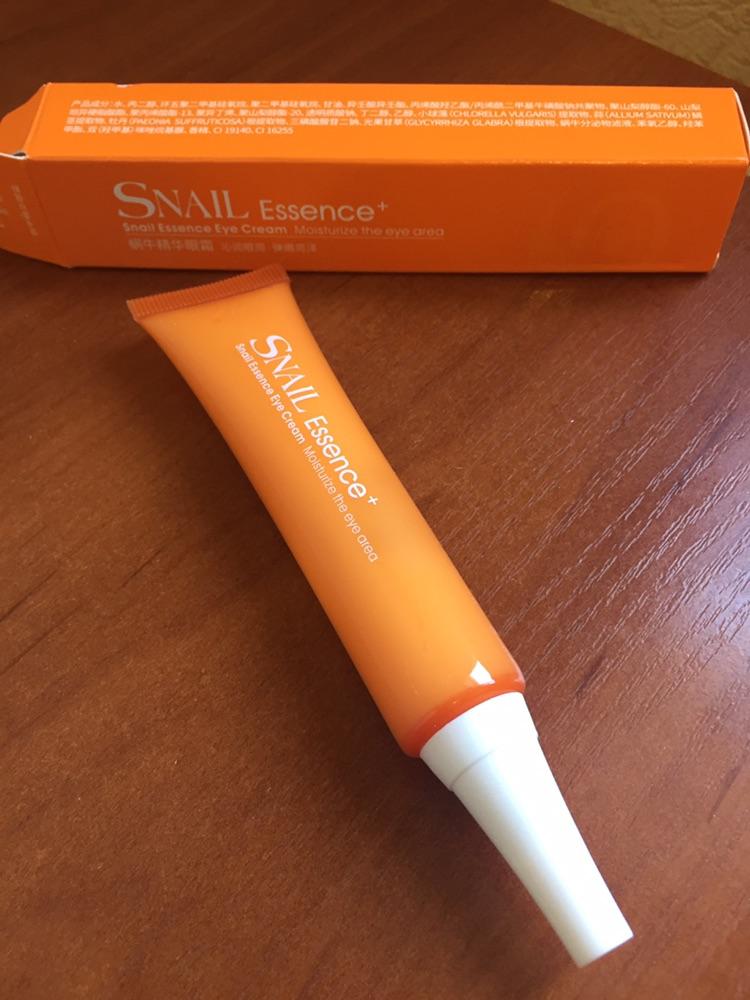 产品成分:水、丙二醇、环五聚二甲基硅氧烷、聚二甲基硅氧烷、甘油、异壬酸异壬酯、丙烯酸羟乙酯/丙烯酰二甲基牛磺酸钠共聚物、聚山梨醇酯-60、山梨
坦异硬脂酸酯、聚丙烯酸酯-13、聚异丁烯、聚山梨醇酯-20、透明质酸钠、丁二醇、乙醇、小球藻(CHLORELLA VULGARIS)提取物、蒜(ALLIUM SATIVUM)鳞
茎提取物、牡丹(PAEONIA SUFFRUTICOSA)根提取物、三磷酸腺苷二钠、光果甘草(GLYCYRRHIZA GLABRA)根提取物、蜗牛分泌物滤液、苯氧乙醇、羟苯
甲酯、双(羟甲基)咪唑烷基脲、香精、CI 19140、CI 16255
SNAIL Essence+
Snail Essence Eye Cream Moisturize the eye area
蜗牛精华眼霜
SNAIL Essence+
Snail Essence Eye Cream Moisturize the eye area